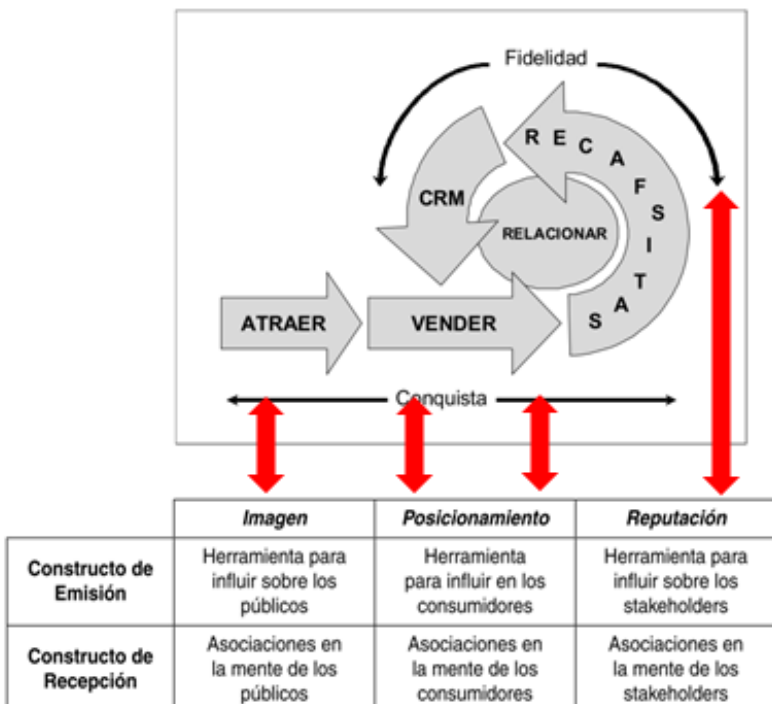 Fidelidad
SATISFACER
CRM
RELACIONAR
ATRAER
VENDER
Conquista
Imagen
Posicionamiento
Reputación
Constructo de
Emisión
Herramienta para
influir sobre los
públicos
Herramienta
para influir en los
consumidores
Herramienta para
influir sobre los
stakeholders
Constructo de
Recepción
Asociaciones en
la mente de los
públicos
Asociaciones en
la mente de los
consumidores
Asociaciones en
la mente de los
stakeholders